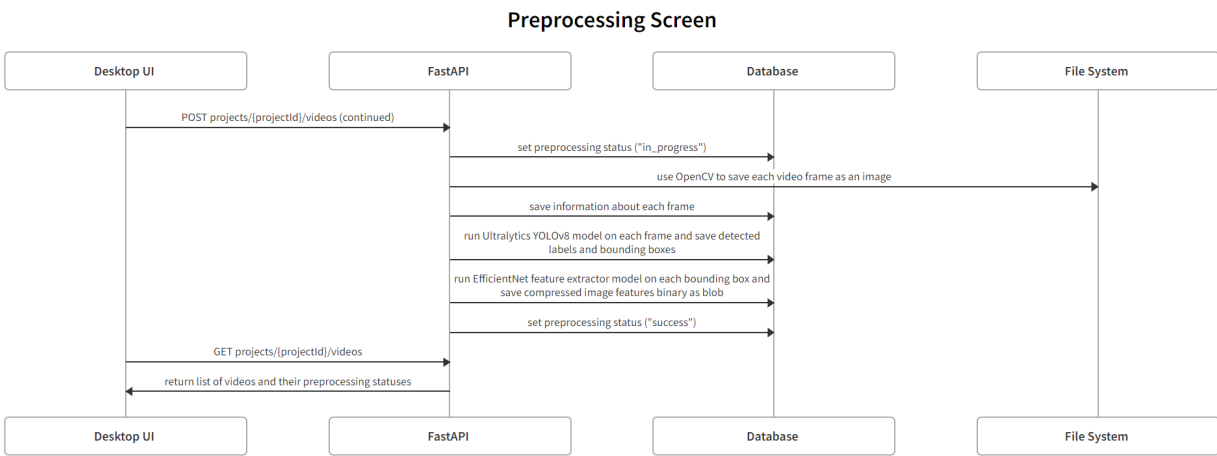 Preprocessing Screen
Desktop UI
FastAPI
Database
File System
POST projects/{projectId}/videos (continued)
set preprocessing status ("in_progress")
use OpenCV to save each video frame as an image
save information about each frame
run Ultralytics YOLOv8 model on each frame and save detected
labels and bounding boxes
run EfficientNet feature extractor model on each bounding box and
save compressed image features binary as blob
set preprocessing status ("success")
GET projects/{projectId}/videos
return list of videos and their preprocessing statuses
Desktop UI
FastAPI
Database
File System